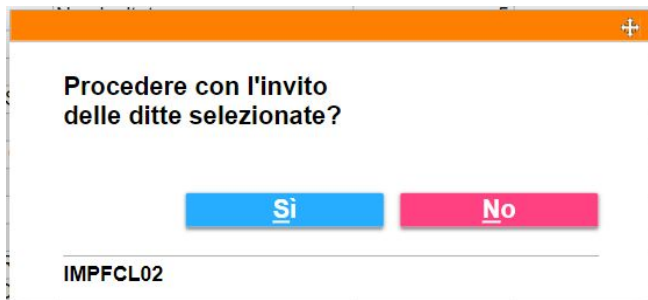 Procedere con l'invito
delle ditte selezionate?
Sì
No
IMPFCL02